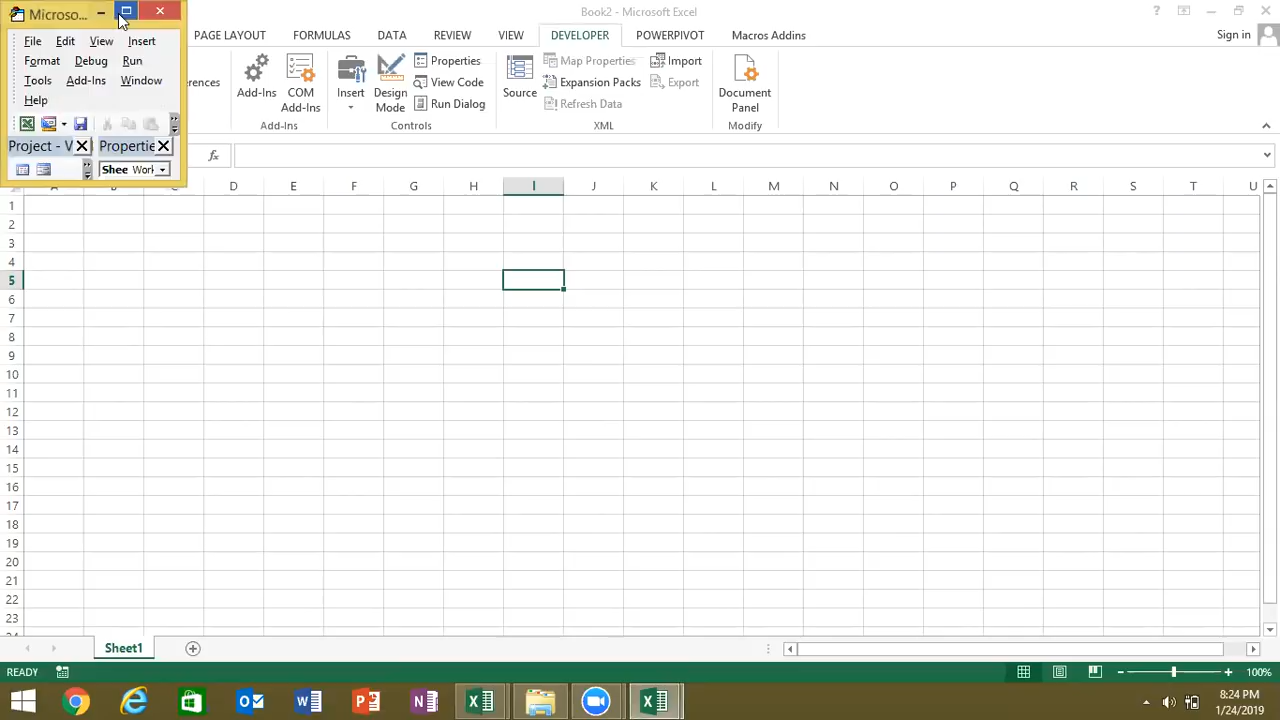 Microso...
Book2 - Microsoft Excel
?
File Edit View Insert
Format Debug Run
Tools Add-Ins Window
Help
Project - V
Propertie
Shee Work
PAGE LAYOUT FORMULAS DATA REVIEW VIEW DEVELOPER POWERPIVOT Macros Addins
Sign in
Add-Ins
COM
Add-Ins
Add-Ins
Insert
Design
Mode
Properties
View Code
Run Dialog
Controls
Source
Map Properties
Expansion Packs
Refresh Data
Import
Export
XML
Document
Panel
Modify
fx
D E F G H I J K L M N O P Q R S T U
1
2
3
4
5
6
7
8
9
10
11
12
13
14
15
16
17
18
19
20
21
22
23
Sheet1
READY
100%
8:24 PM
1/24/2019